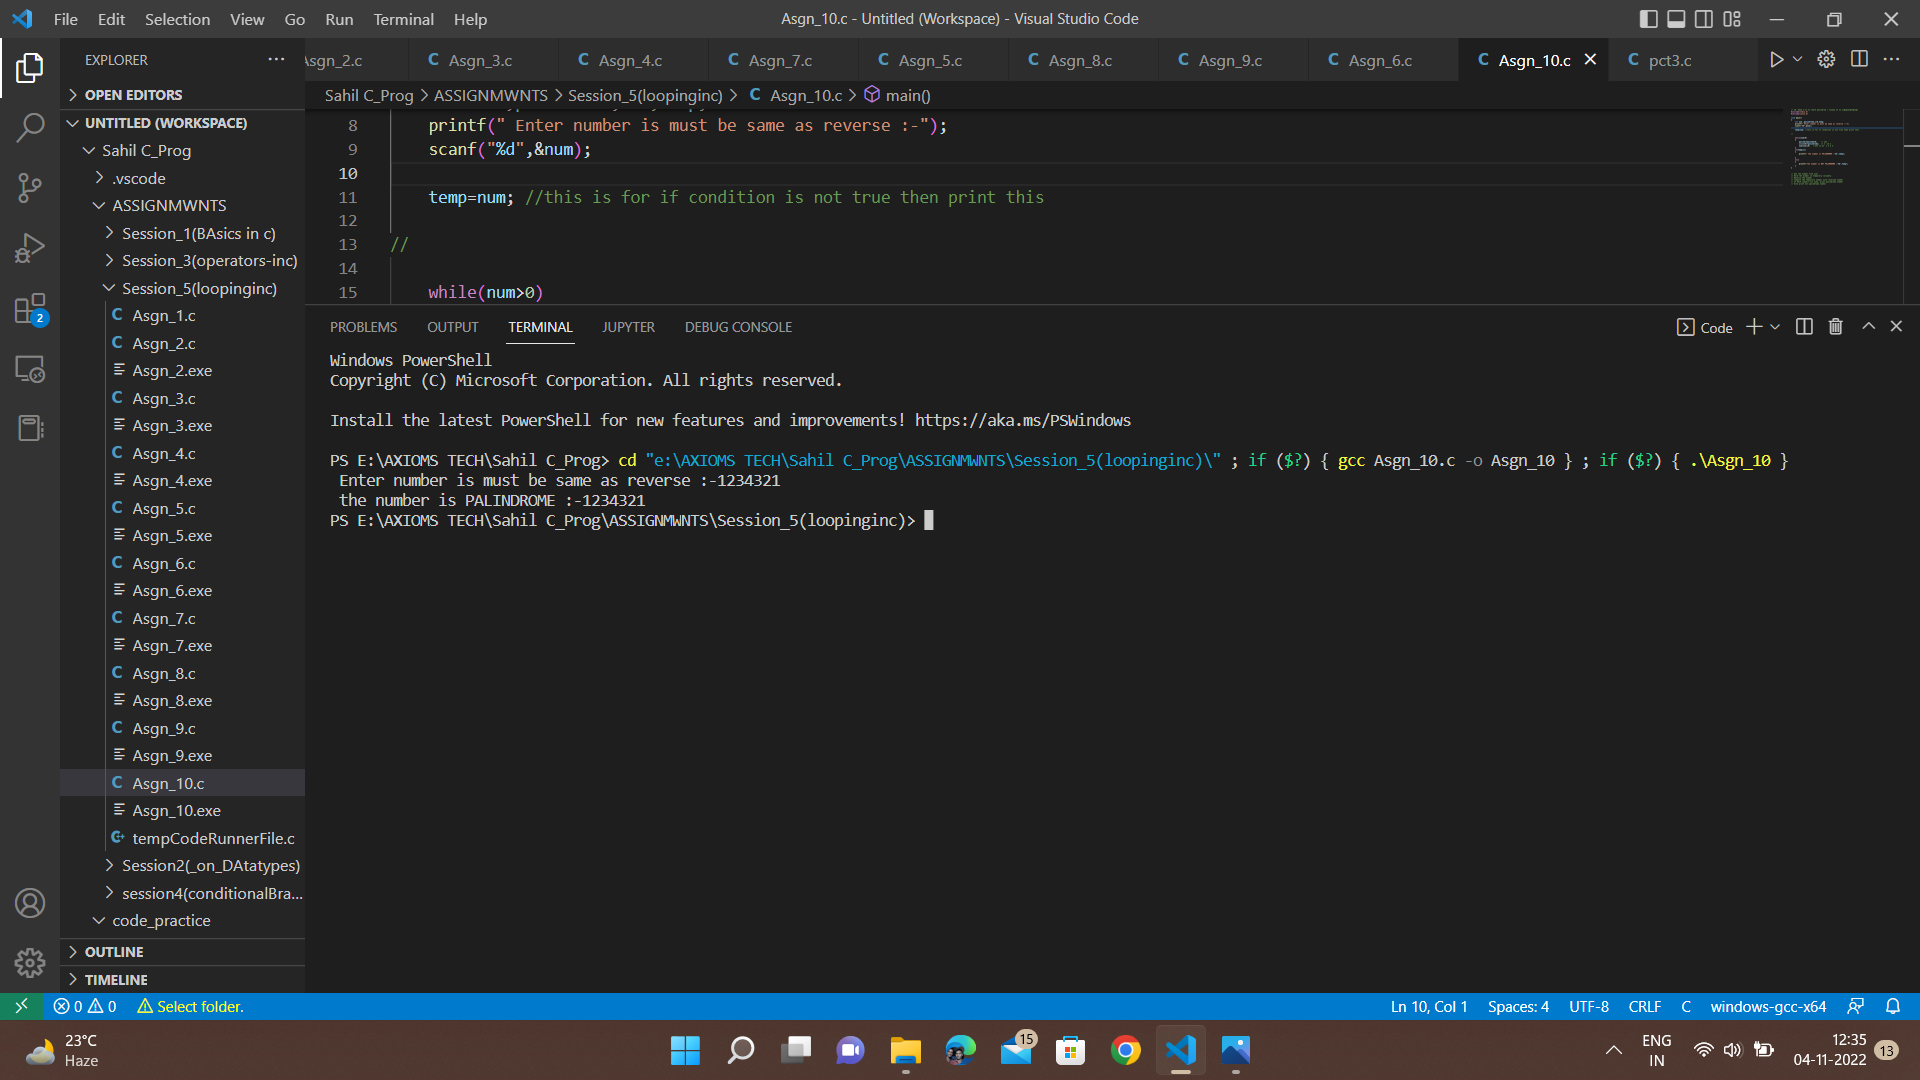 File Edit Selection View Go Run Terminal Help
Asgn_10.c - Untitled (Workspace) - Visual Studio Code
EXPLORER
OPEN EDITORS
UNTITLED (WORKSPACE)
Sahil C_Prog
.vscode
ASSIGNMWNTS
Session_1(BAsics in c)
Session_3(operators-inc)
Session_5(loopinginc)
C Asgn_1.c
C Asgn_2.c
Asgn_2.exe
C Asgn_3.c
Asgn_3.exe
C Asgn_4.c
Asgn_4.exe
C Asgn_5.c
Asgn_5.exe
C Asgn_6.c
Asgn_6.exe
C Asgn_7.c
Asgn_7.exe
C Asgn_8.c
Asgn_8.exe
C Asgn_9.c
Asgn_9.exe
C Asgn_10.c
Asgn_10.exe
tempCodeRunnerFile.c
Session2(_on_DAtatypes)
session4(conditionalBra...
code_practice
OUTLINE
TIMELINE
2
Asgn_2.c C Asgn_3.c C Asgn_4.c C Asgn_7.c C Asgn_5.c C Asgn_8.c C Asgn_9.c C Asgn_6.c C Asgn_10.c C pct3.c
Sahil C_Prog > ASSIGNMWNTS > Session_5(loopinginc) > C Asgn_10.c > main()
8 printf(" Enter number is must be same as reverse :-");
9 scanf("%d",&num);
10
11 temp=num; //this is for if condition is not true then print this
12
13 //
14
15 while(num>0)
PROBLEMS OUTPUT TERMINAL JUPYTER DEBUG CONSOLE
Code
Windows PowerShell
Copyright (C) Microsoft Corporation. All rights reserved.
Install the latest PowerShell for new features and improvements! https://aka.ms/PSWindows
PS E:\AXIOMS TECH\Sahil C_Prog> cd "e:\AXIOMS TECH\Sahil C_Prog\ASSIGNMWNTS\Session_5(loopinginc)\" ; if ($?) { gcc Asgn_10.c -o Asgn_10 } ; if ($?) { .\Asgn_10 }
Enter number is must be same as reverse :-1234321
the number is PALINDROME :-1234321
PS E:\AXIOMS TECH\Sahil C_Prog\ASSIGNMWNTS\Session_5(loopinginc)>
0 0 Select folder.
Ln 10, Col 1 Spaces: 4 UTF-8 CRLF C windows-gcc-x64
23°C
Haze
15
ENG
IN
12:35
04-11-2022
13